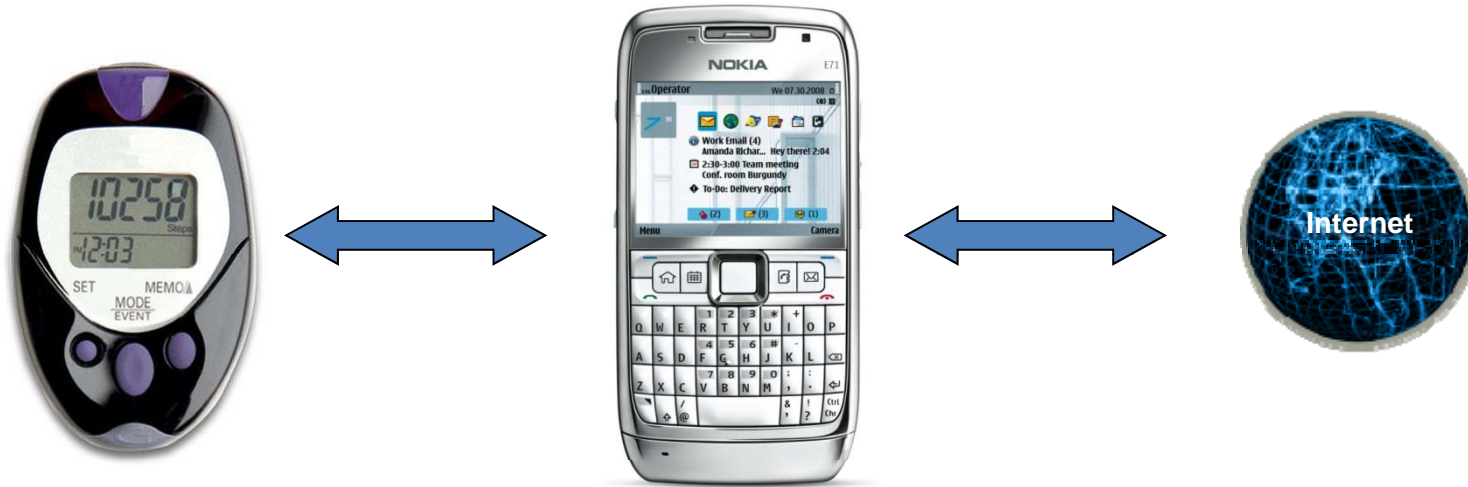 10258
Steps
PM 12-03
SET MEMO/▲
MODE
EVENT
NOKIA
E71
Operator
We 07.30.2008
Work Email (4)
Amanda Richar... Hey there! 2:04
2:30-3:00 Team meeting
Conf. room Burgundy
To-Do: Delivery Report
(2) (3) (1)
Menu Camera
1 2 3 * +
Q W E R T Y U I O P
4 5 6 # -
A S D F G H J K L
7 8 9 0 ; :
Z X C V B N M , .
/ & ! Ctrl
@ ' ? Chr
Internet